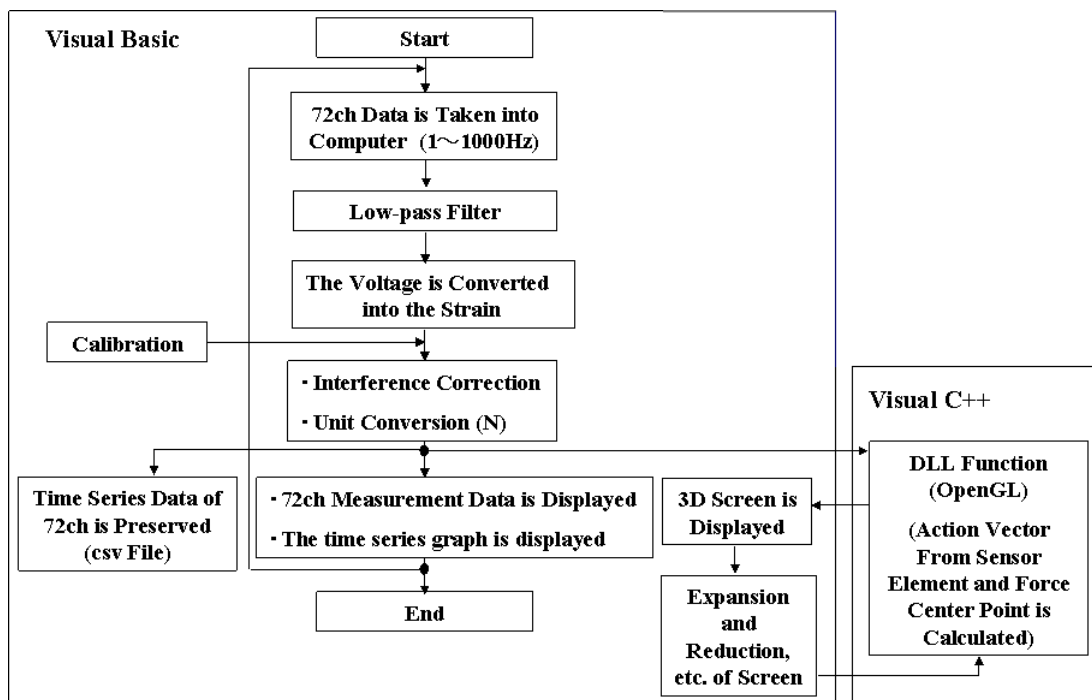 Visual Basic
Start
72ch Data is Taken into
Computer (1～1000Hz)
Low-pass Filter
The Voltage is Converted
into the Strain
Calibration
・Interference Correction
・Unit Conversion (N)
Visual C++
Time Series Data of
72ch is Preserved
(csv File)
・72ch Measurement Data is Displayed
・The time series graph is displayed
3D Screen is
Displayed
DLL Function
(OpenGL)
(Action Vector
From Sensor
Element and Force
Center Point is
Calculated)
End
Expansion
and
Reduction,
etc. of Screen